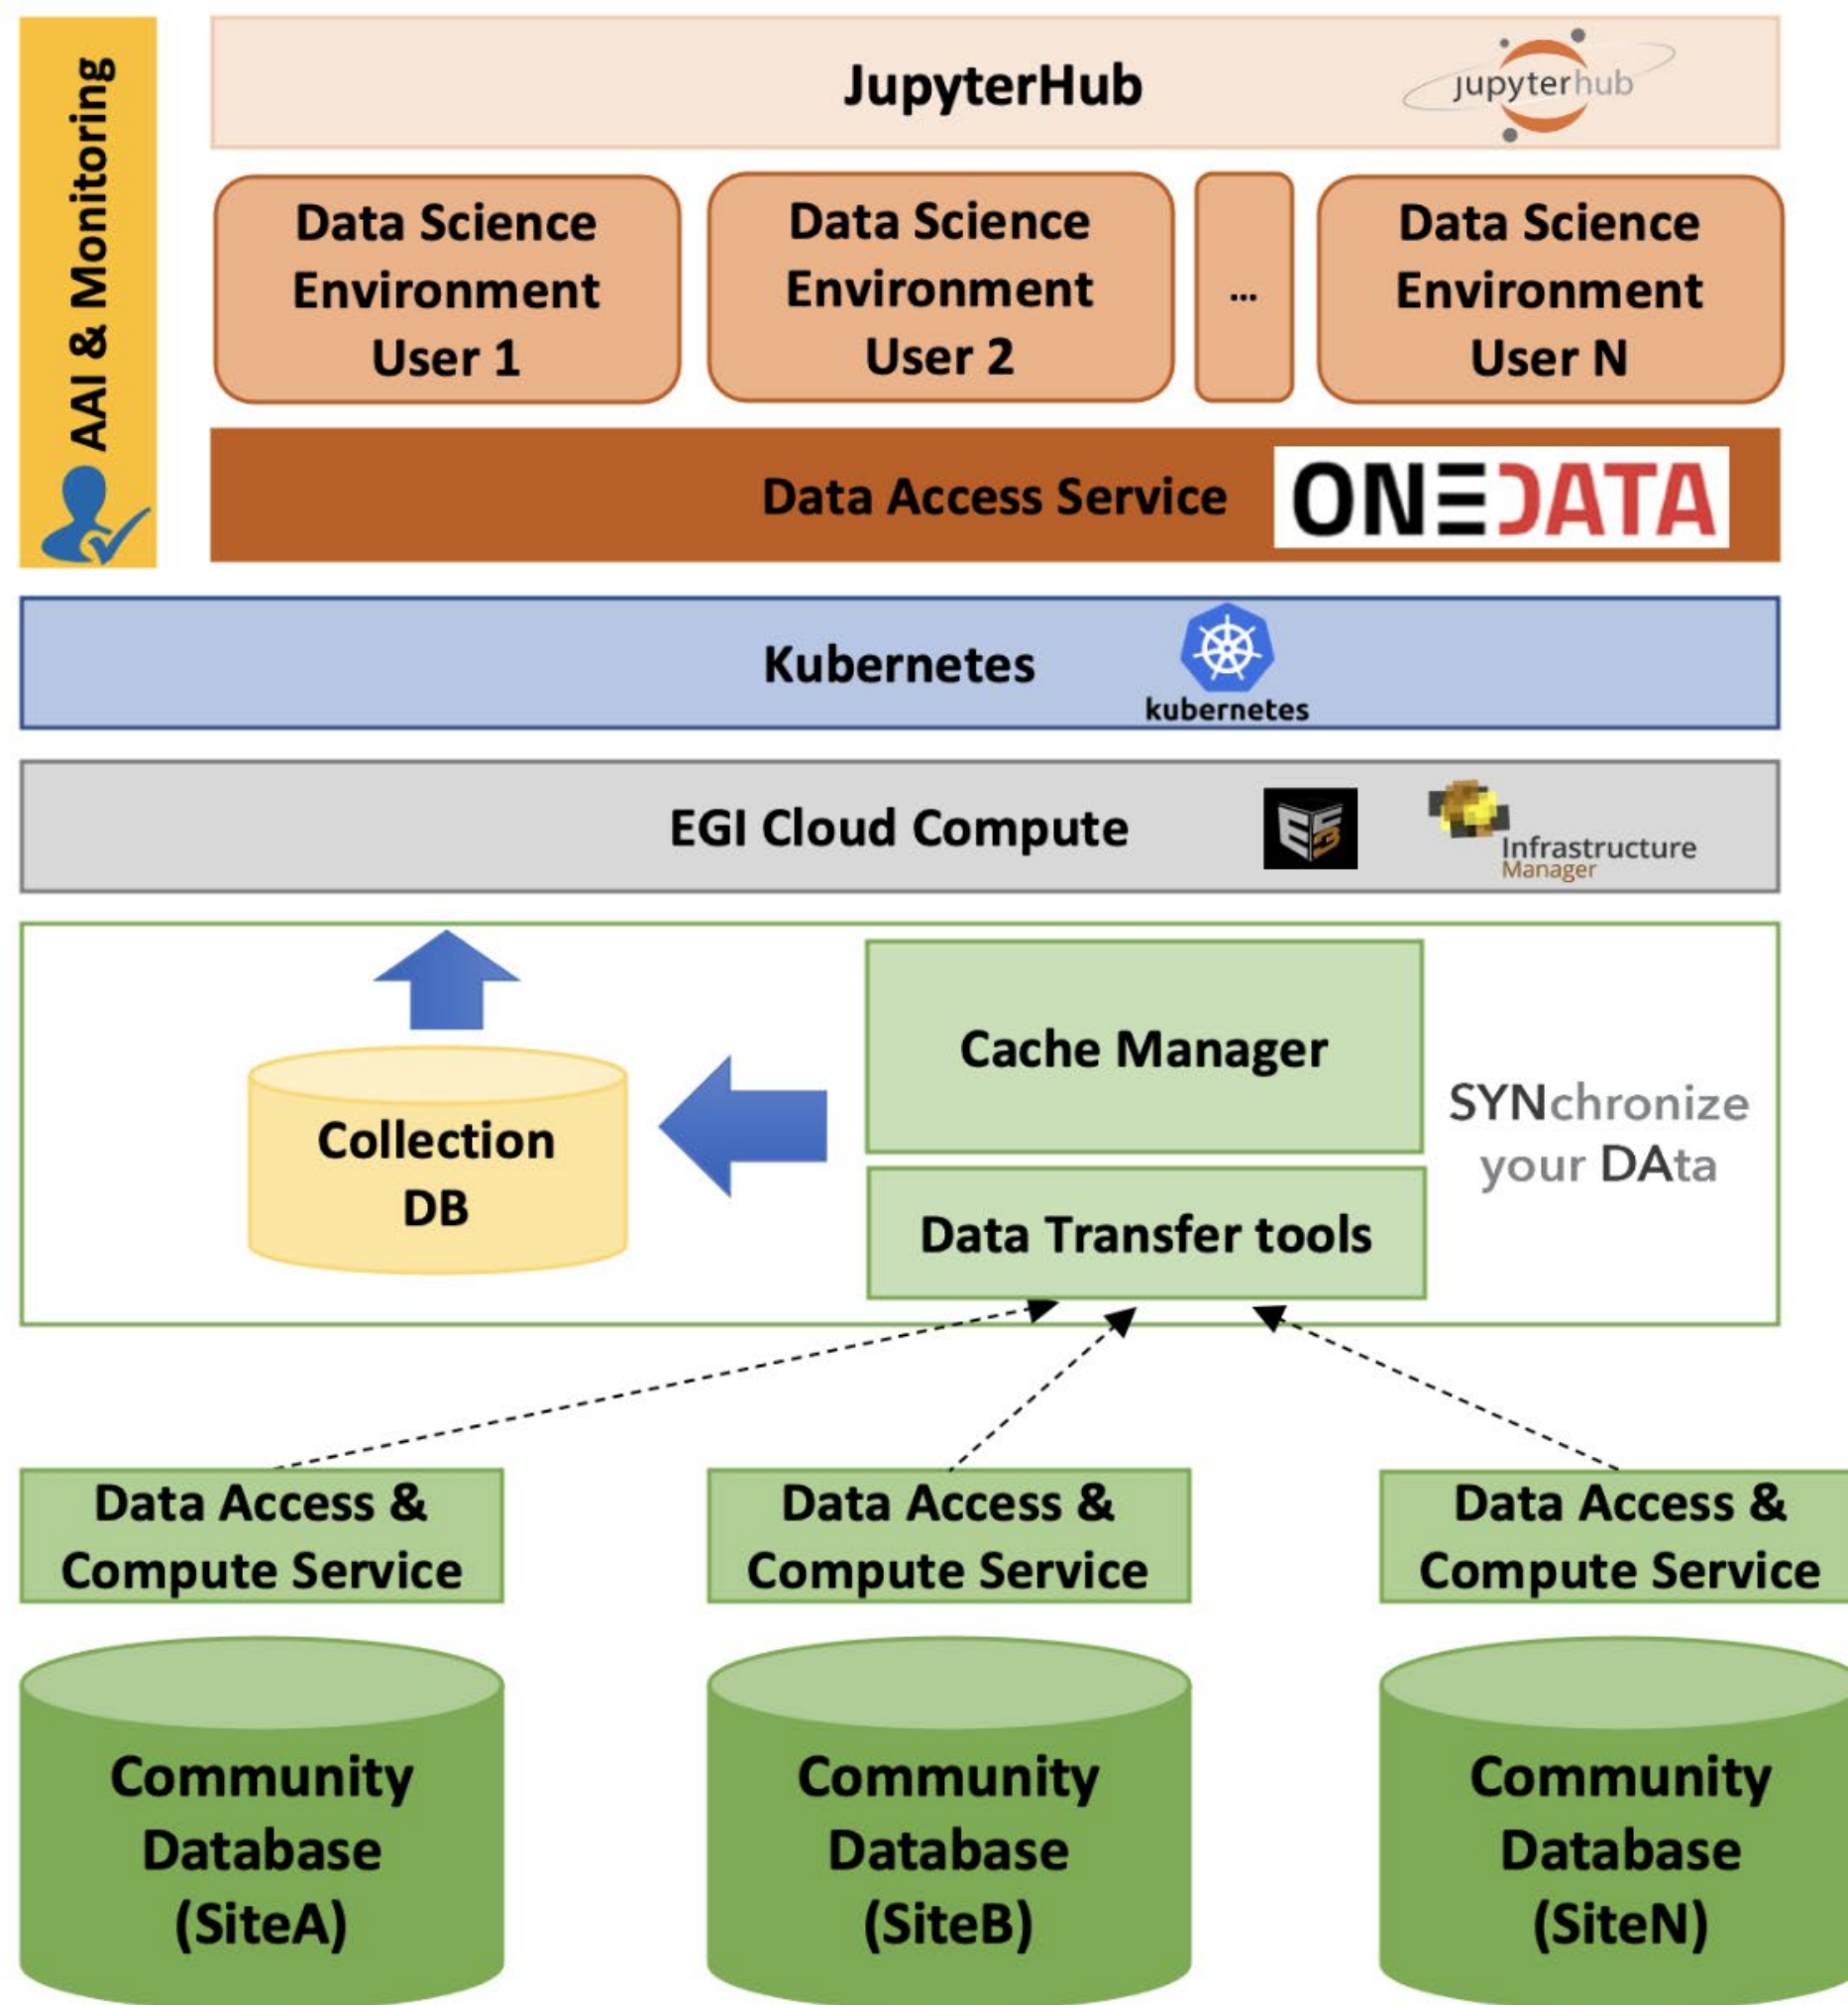 AAI & Monitoring
JupyterHub
jupyterhub
Data Science
Environment
User 1
Data Science
Environment
User 2
...
Data Science
Environment
User N
Data Access Service
ONEDATA
Kubernetes
kubernetes
EGI Cloud Compute
EC3
Infrastructure
Manager
Cache Manager
Collection
DB
SYNchronize
your DAta
Data Transfer tools
Data Access &
Compute Service
Data Access &
Compute Service
Data Access &
Compute Service
Community
Database
(SiteA)
Community
Database
(SiteB)
Community
Database
(SiteN)